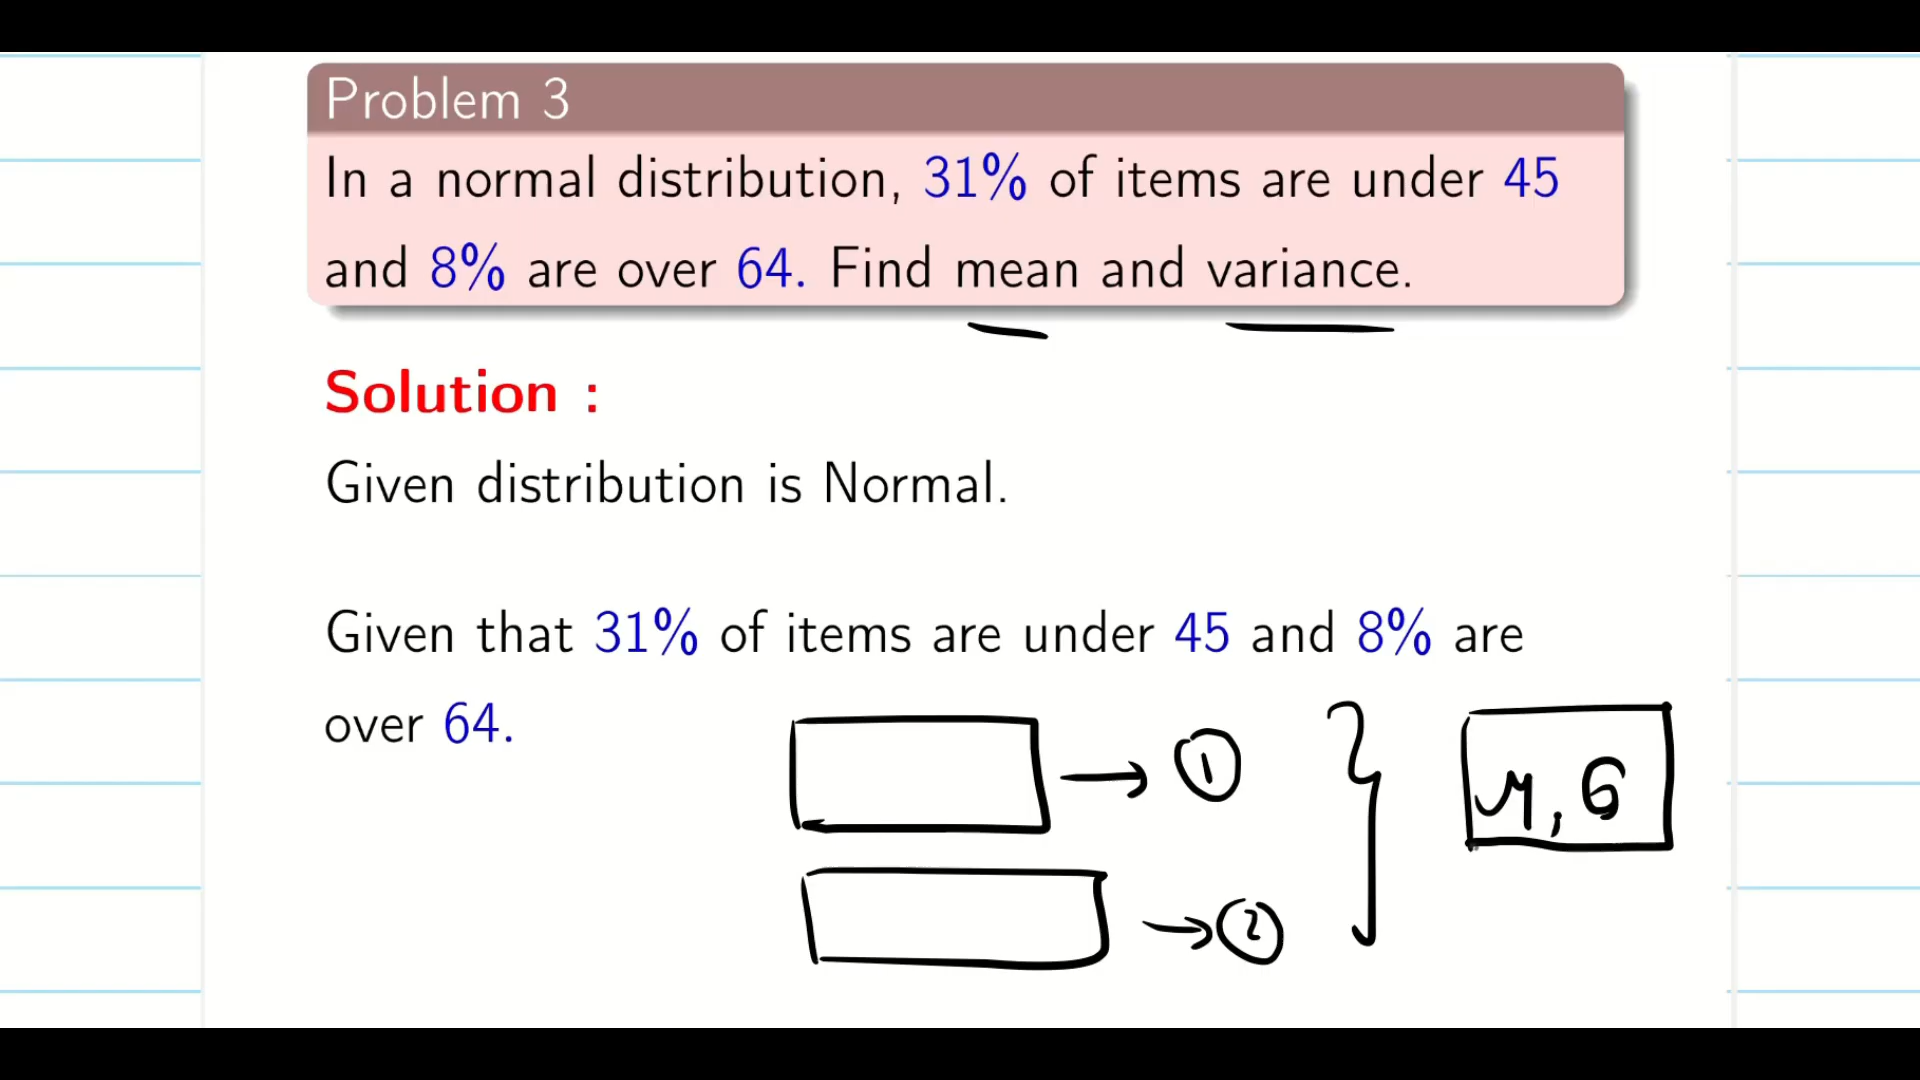 Problem 3
In a normal distribution, 31% of items are under 45
and 8% are over 64. Find mean and variance.
Solution :
Given distribution is Normal.
Given that 31% of items are under 45 and 8% are
over 64.
→ ①
μ, σ
→ ②